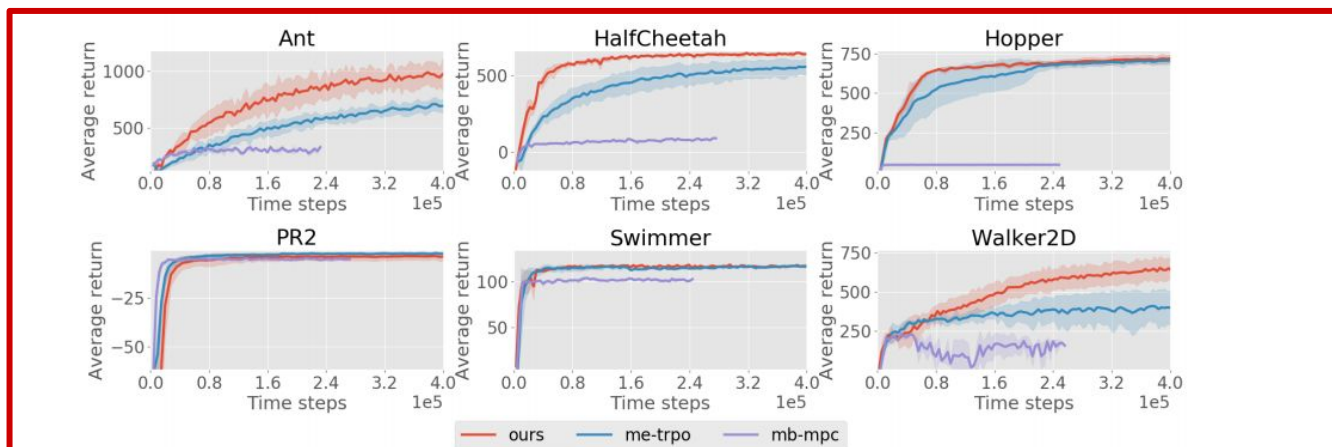 Ant
HalfCheetah
Hopper
Average return
1000
500
0.0 0.8 1.6 2.4 3.2 4.0
Time steps
1e5
Average return
500
0
0.0 0.8 1.6 2.4 3.2 4.0
Time steps
1e5
Average return
750
500
250
0.0 0.8 1.6 2.4 3.2 4.0
Time steps
1e5
PR2
Swimmer
Walker2D
Average return
−25
−50
0.0 0.8 1.6 2.4 3.2 4.0
Time steps
1e5
Average return
100
50
0.0 0.8 1.6 2.4 3.2 4.0
Time steps
1e5
Average return
750
500
250
0.0 0.8 1.6 2.4 3.2 4.0
Time steps
1e5
ours me-trpo mb-mpc